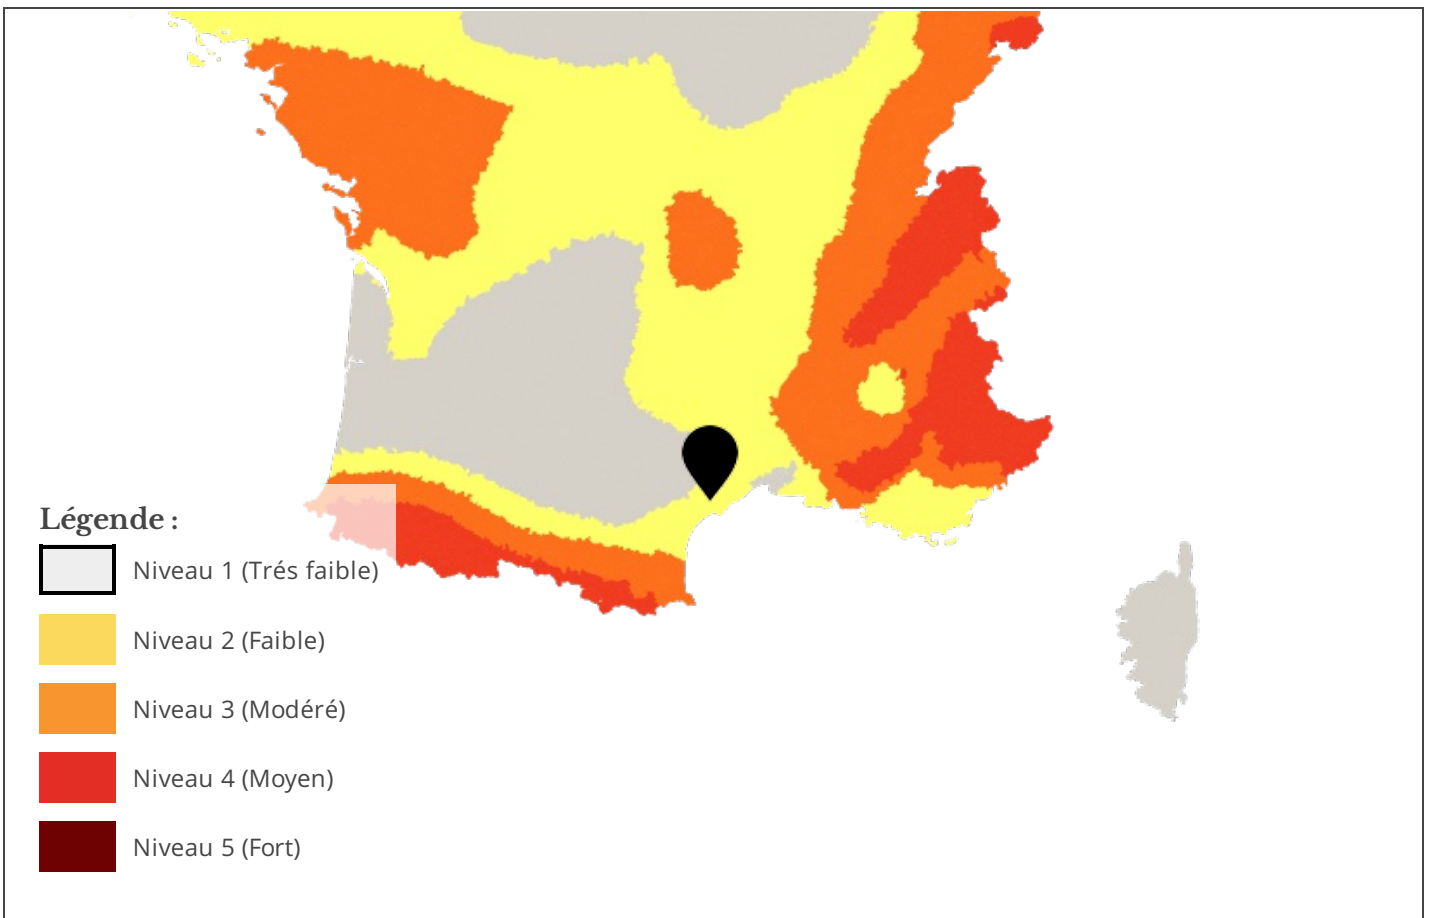 Légende :
Niveau 1 (Trés faible)
Niveau 2 (Faible)
Niveau 3 (Modéré)
Niveau 4 (Moyen)
Niveau 5 (Fort)